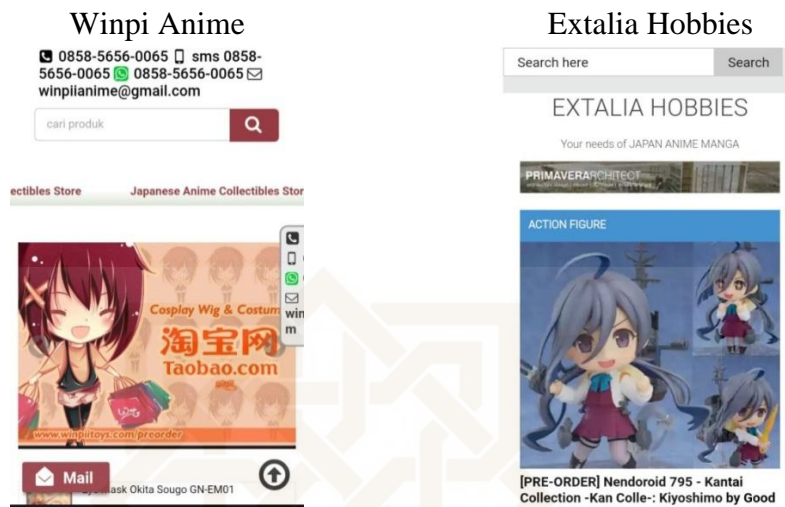 Winpi Anime
0858-5656-0065 sms 0858-
5656-0065 0858-5656-0065
winpiianime@gmail.com
cari produk
ectibles Store
Japanese Anime Collectibles Stor
Cosplay Wig & Costum
淘宝网
Taobao.com
www.winpiitoys.com/preorder
win
m
Mail
mask Okita Sougo GN-EM01
Extalia Hobbies
Search here
Search
EXTALIA HOBBIES
Your needs of JAPAN ANIME MANGA
PRIMAVERARCHITECT
ACTION FIGURE
[PRE-ORDER] Nendoroid 795 - Kantai
Collection -Kan Colle-: Kiyoshimo by Good